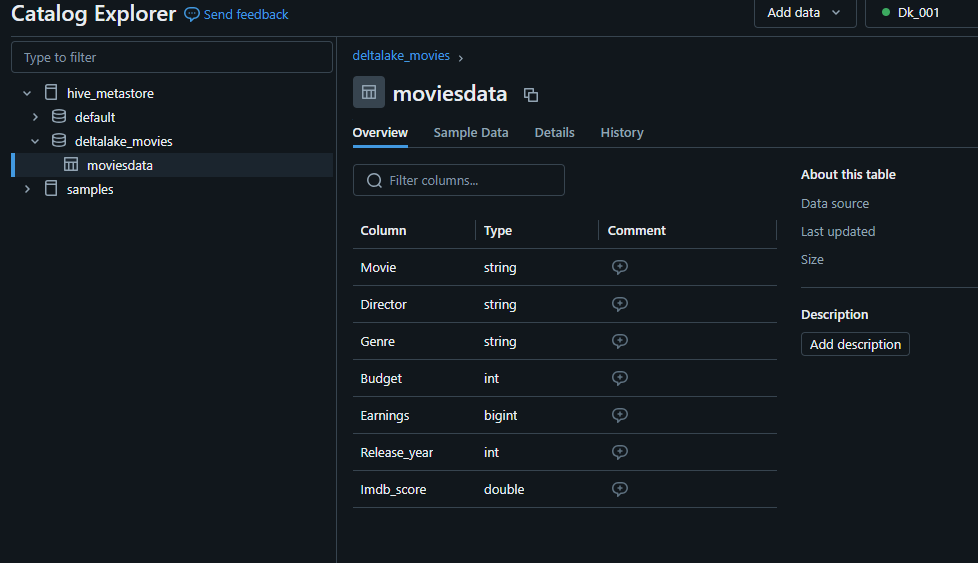 Catalog Explorer Send feedback
Add data
Dk_001
Type to filter
hive_metastore
default
deltalake_movies
moviesdata
samples
deltalake_movies
moviesdata
Overview Sample Data Details History
Filter columns...
Column Type Comment
Movie string
Director string
Genre string
Budget int
Earnings bigint
Release_year int
Imdb_score double
About this table
Data source
Last updated
Size
Description
Add description